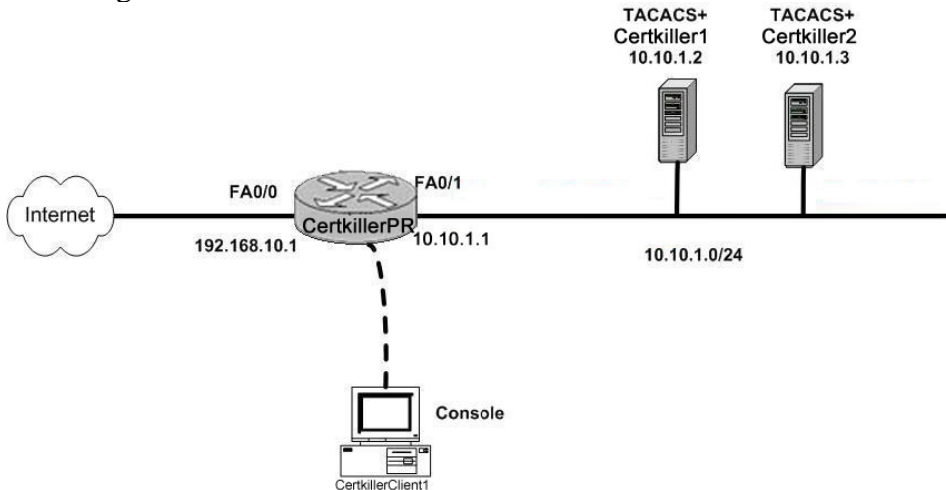 TACACS+
Certkiller1
10.10.1.2
TACACS+
Certkiller2
10.10.1.3
FA0/0
FA0/1
Internet
CertkillerPR
192.168.10.1
10.10.1.1
10.10.1.0/24
Console
CertkillerClient1